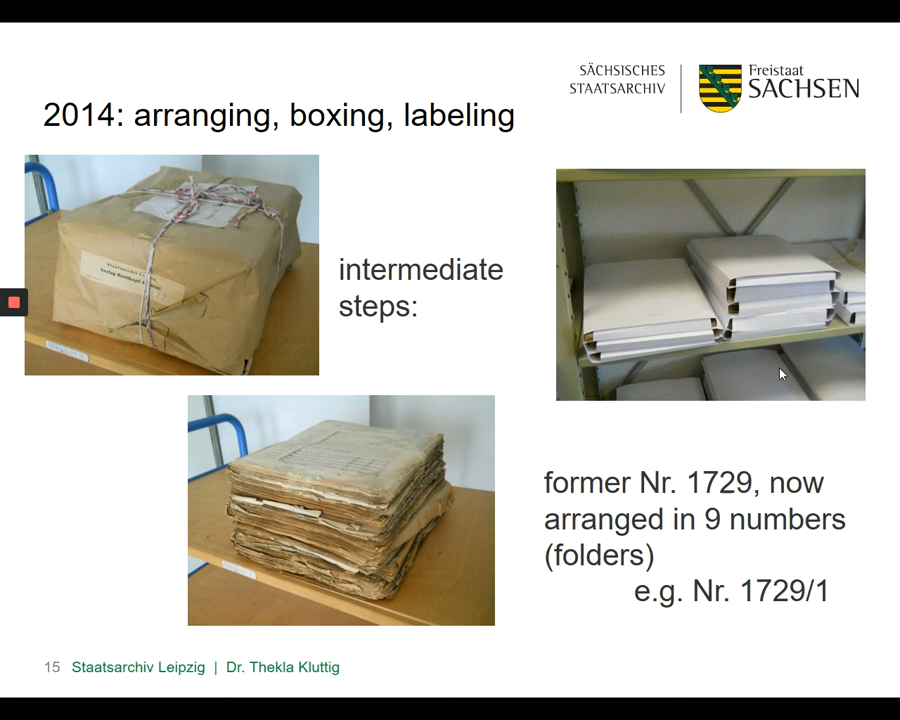 SÄCHSISCHES
STAATSARCHIV
Freistaat
SACHSEN
2014: arranging, boxing, labeling
intermediate
steps:
former Nr. 1729, now
arranged in 9 numbers
(folders)
e.g. Nr. 1729/1
15 Staatsarchiv Leipzig | Dr. Thekla Kluttig